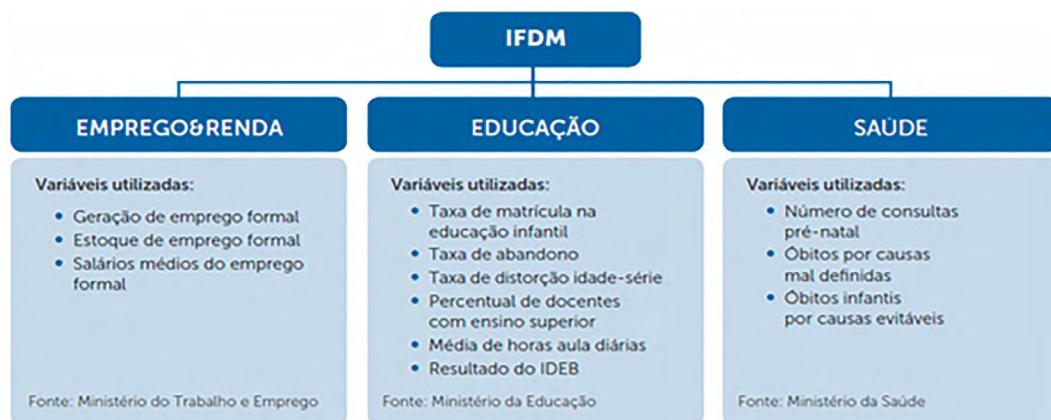 IFDM
EMPREGO&RENDA
Variáveis utilizadas:
• Geração de emprego formal
• Estoque de emprego formal
• Salários médios do emprego
formal
Fonte: Ministério do Trabalho e Emprego
EDUCAÇÃO
Variáveis utilizadas:
• Taxa de matrícula na
educação infantil
• Taxa de abandono
• Taxa de distorção idade-série
• Percentual de docentes
com ensino superior
• Média de horas aula diárias
• Resultado do IDEB
Fonte: Ministério da Educação
SAÚDE
Variáveis utilizadas:
• Número de consultas
pré-natal
• Óbitos por causas
mal definidas
• Óbitos infantis
por causas evitáveis
Fonte: Ministério da Saúde